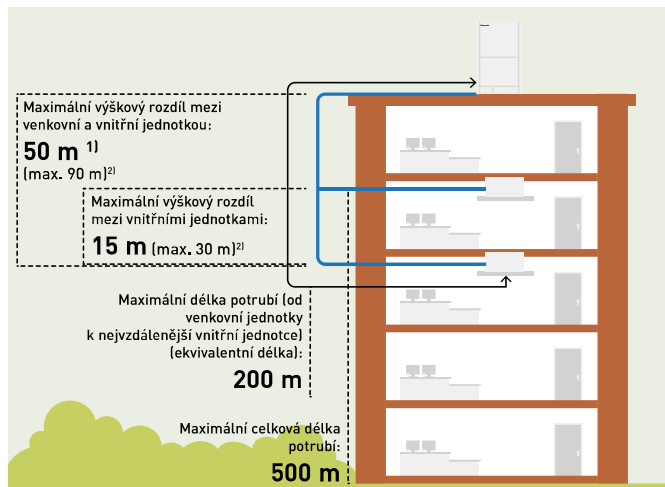 Maximální výškový rozdíl mezi
venkovní a vnitřní jednotkou:
50 m 1)
(max. 90 m)2)
Maximální výškový rozdíl
mezi vnitřními jednotkami:
15 m (max. 30 m)2)
Maximální délka potrubí (od
venkovní jednotky
k nejvzdálenější vnitřní jednotce)
(ekvivalentní délka):
200 m
Maximální celková délka
potrubí:
500 m